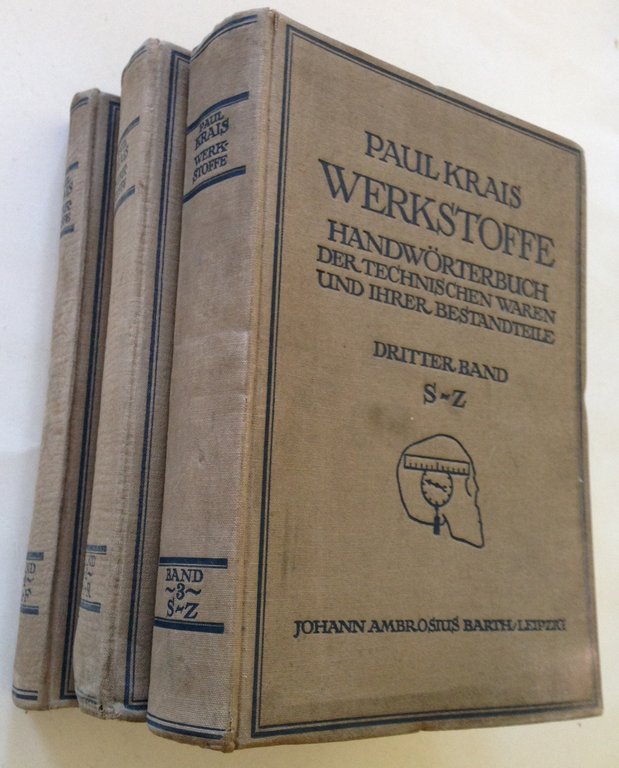 PAUL KRAIS
WERKSTOFFE
HANDWÖRTERBUCH
DER TECHNISCHEN WAREN
UND IHRER BESTANDTEILE
DRITTER BAND
S~Z
JOHANN AMBROSIUS BARTH/LEIPZIG
PAUL
KRAIS
WERK-
STOFFE
BAND
~3~
S~Z